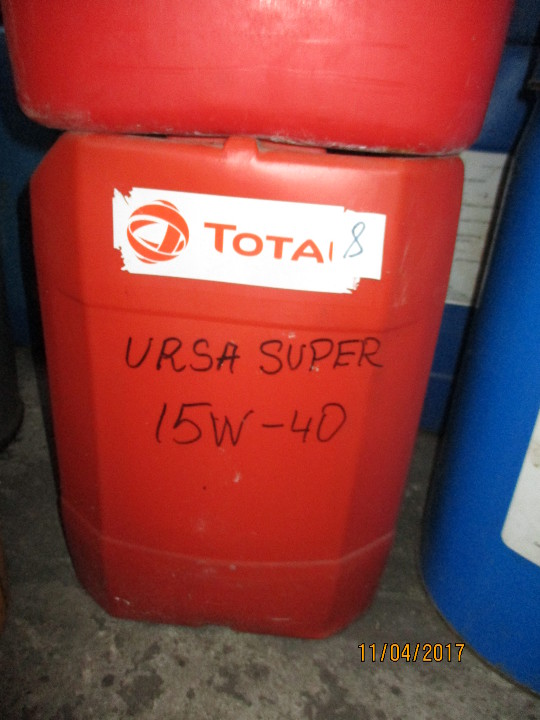 TOTAL 8
URSA SUPER
15W-40
11/04/2017